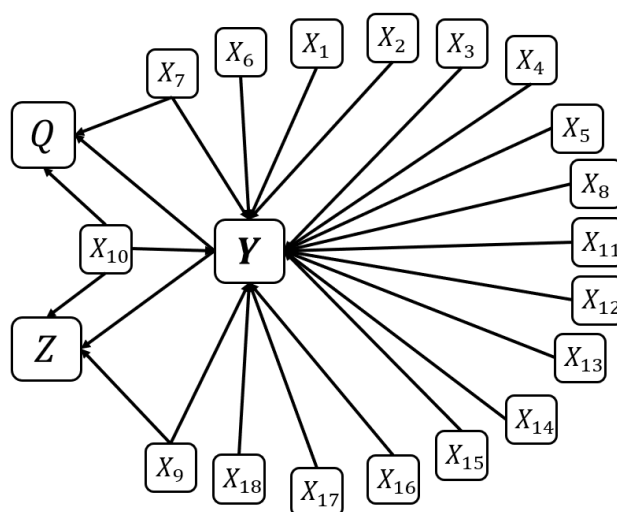 X₇
X₆
X₁
X₂
X₃
X₄
X₅
X₈
X₁₁
X₁₂
X₁₃
X₁₄
X₁₅
X₁₆
X₁₇
X₁₈
X₉
Q
X₁₀
Z
Y